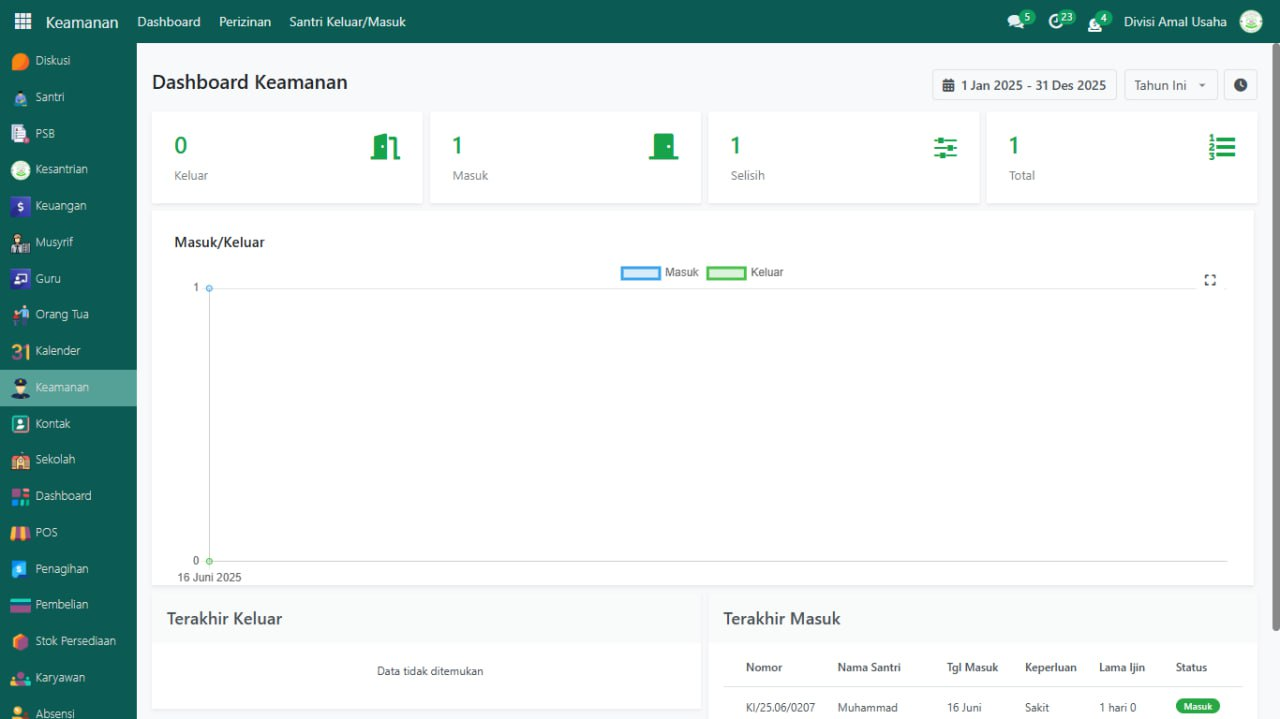 Keamanan Dashboard Perizinan Santri Keluar/Masuk 5 23 4 Divisi Amal Usaha
Diskusi
Santri
PSB
Kesantrian
Keuangan
Musyrif
Guru
Orang Tua
31 Kalender
Keamanan
Kontak
Sekolah
Dashboard
POS
Penagihan
Pembelian
Stok Persediaan
Karyawan
Absensi
Dashboard Keamanan
1 Jan 2025 - 31 Des 2025 Tahun Ini
0
Keluar
1
Masuk
1
Selisih
1
Total
Masuk/Keluar
Masuk Keluar
1
0
16 Juni 2025
Terakhir Keluar
Data tidak ditemukan
Terakhir Masuk
Nomor Nama Santri Tgl Masuk Keperluan Lama Ijin Status
KI/25.06/0207 Muhammad 16 Juni Sakit 1 hari 0 Masuk